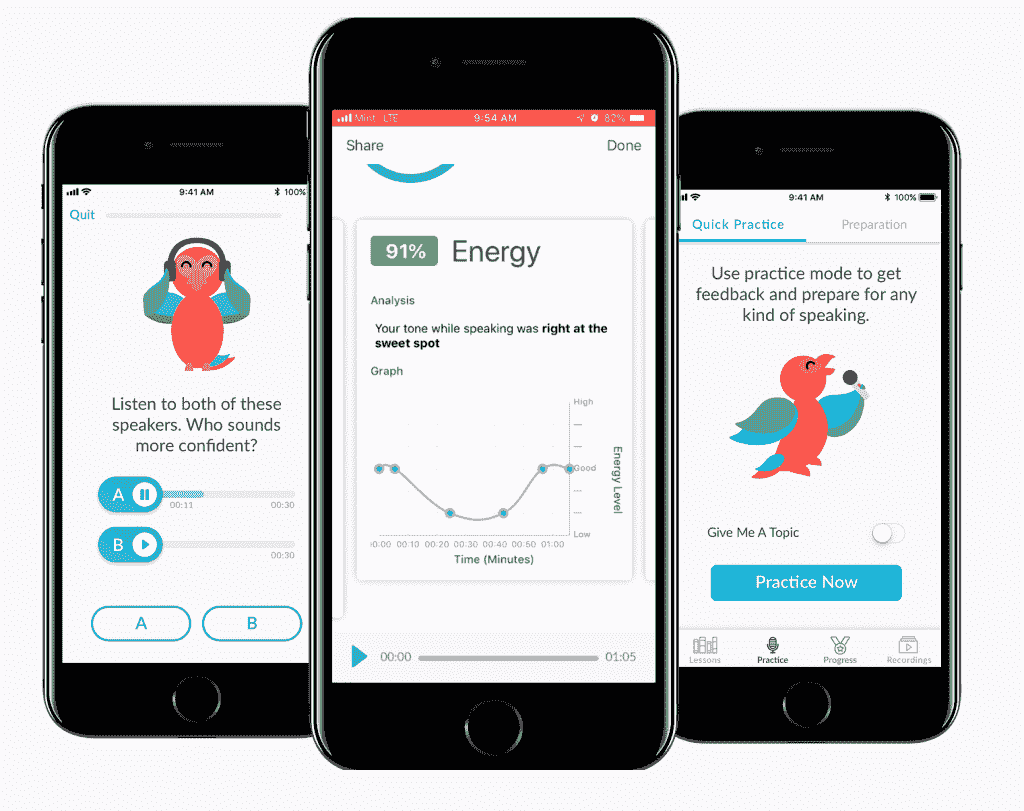 9:41 AM
100%
Quit
Listen to both of these
speakers. Who sounds
more confident?
A
00:11
00:30
B
00:30
A
B
Mint LTE
9:54 AM
82%
Share
Done
91%
Energy
Analysis
Your tone while speaking was right at the
sweet spot
Graph
High
Good
Low
Energy Level
0:00 00:10 00:20 00:30 00:40 00:50 01:00
Time (Minutes)
00:00
01:05
9:41 AM
100%
Quick Practice
Preparation
Use practice mode to get
feedback and prepare for any
kind of speaking.
Give Me A Topic
Practice Now
Lessons
Practice
Progress
Recordings